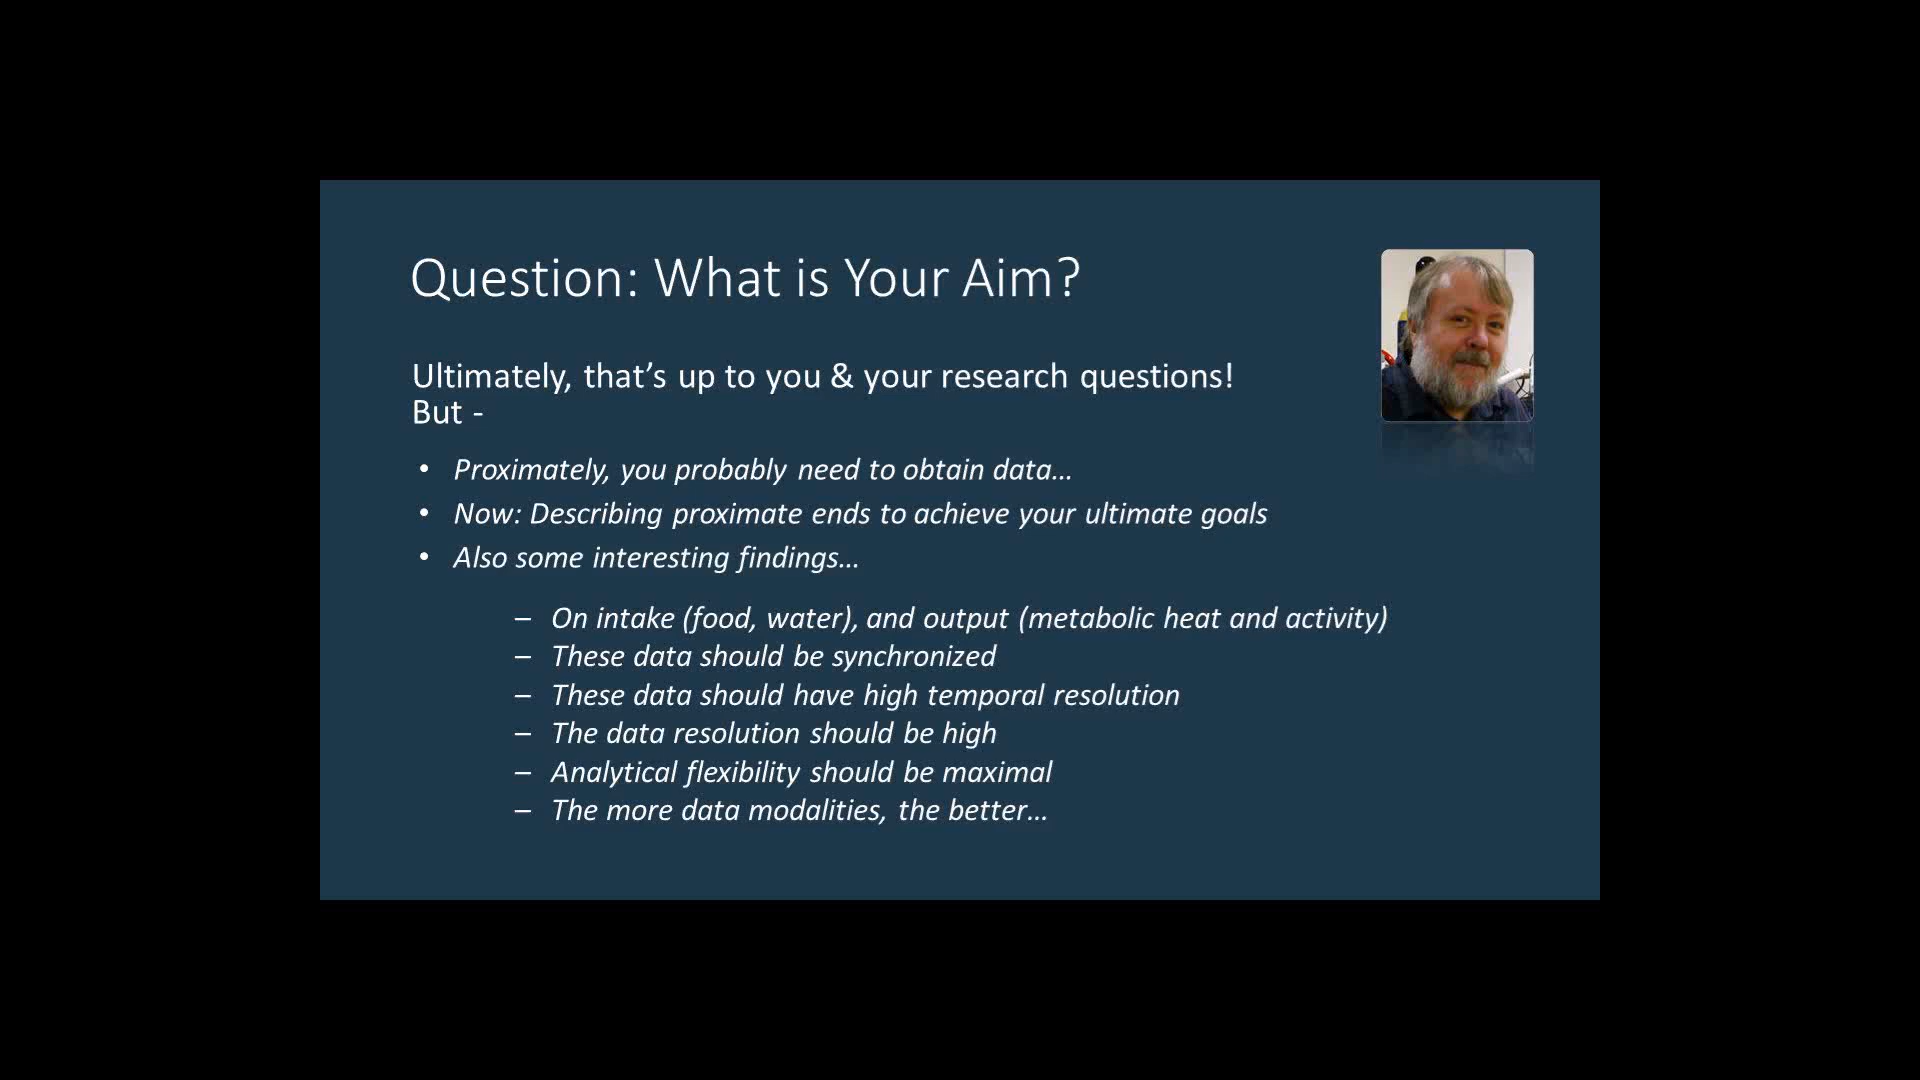 Question: What is Your Aim?
Ultimately, that’s up to you & your research questions!
But -
• Proximately, you probably need to obtain data…
• Now: Describing proximate ends to achieve your ultimate goals
• Also some interesting findings…
– On intake (food, water), and output (metabolic heat and activity)
– These data should be synchronized
– These data should have high temporal resolution
– The data resolution should be high
– Analytical flexibility should be maximal
– The more data modalities, the better…